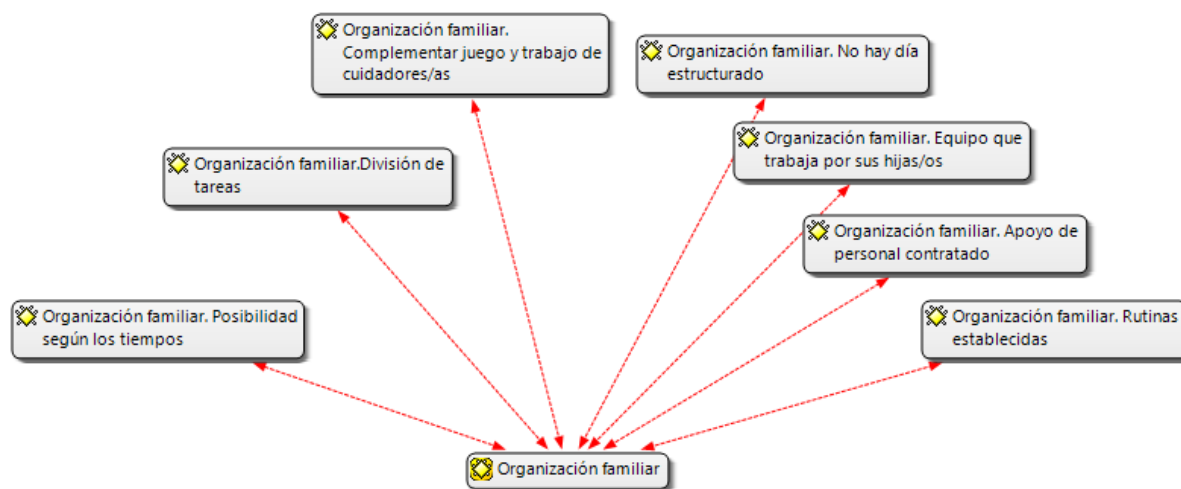 Organización familiar.
Complementar juego y trabajo de
cuidadores/as
Organización familiar. No hay día
estructurado
Organización familiar. Equipo que
trabaja por sus hijas/os
Organización familiar.División de
tareas
Organización familiar. Apoyo de
personal contratado
Organización familiar. Posibilidad
según los tiempos
Organización familiar. Rutinas
establecidas
Organización familiar